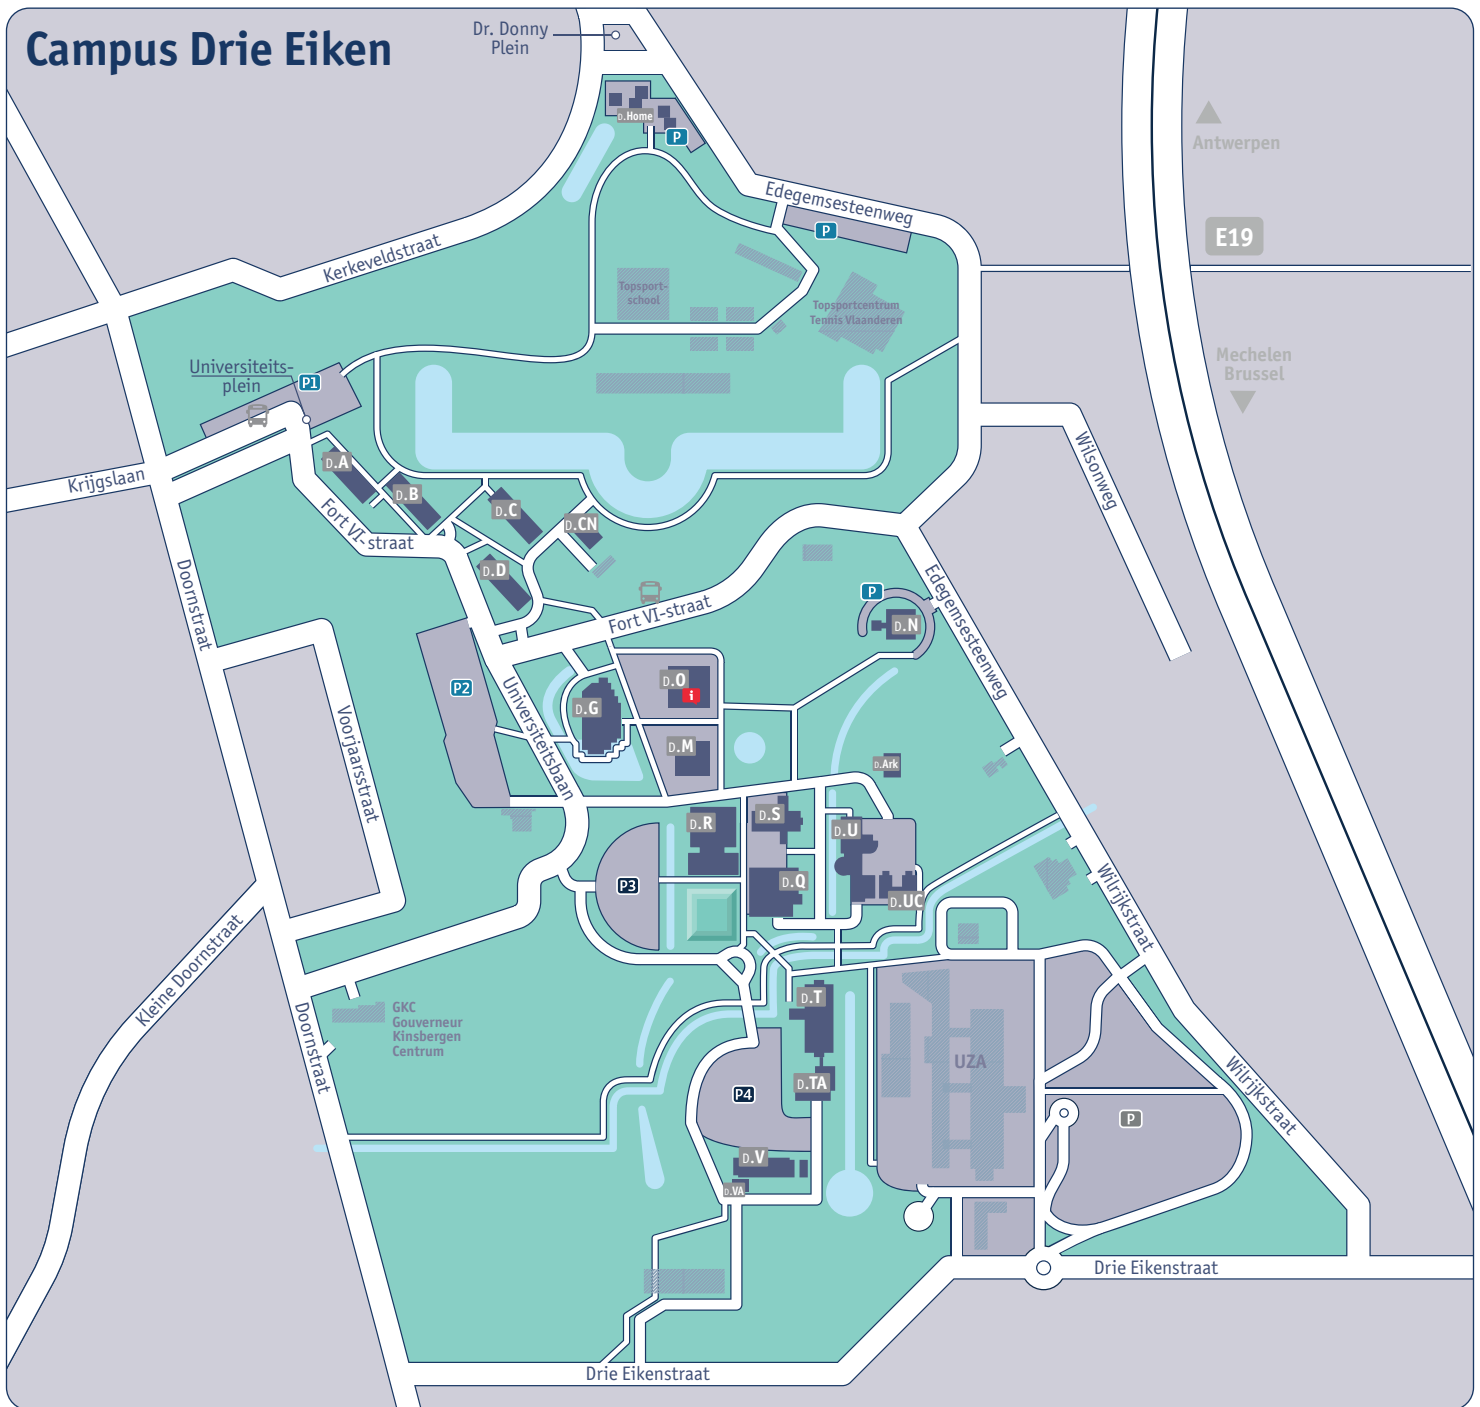 Campus Drie Eiken
Dr. Donny
Plein
D.Home
P
Antwerpen
Edegemsesteenweg
P
E19
Kerkeveldstraat
Topsport-
school
Topsportcentrum
Tennis Vlaanderen
Mechelen
Brussel
Universiteits-
plein
P1
Krijgslaan
D.A
D.B
D.C
D.CN
Wilsonweg
Fort VI-straat
D.D
Doornstraat
Fort VI-straat
P
D.N
Edegemsesteenweg
P2
Universiteitsbaan
D.G
D.O
i
D.M
Voorjaarsstraat
D.Ark
D.R
D.S
D.U
P3
D.Q
D.UC
Wilrijkstraat
Kleine Doornstraat
GKC
Gouverneur
Kinsbergen
Centrum
Doornstraat
D.T
UZA
D.TA
P4
P
Wilrijkstraat
D.V
D.VA
Drie Eikenstraat
Drie Eikenstraat